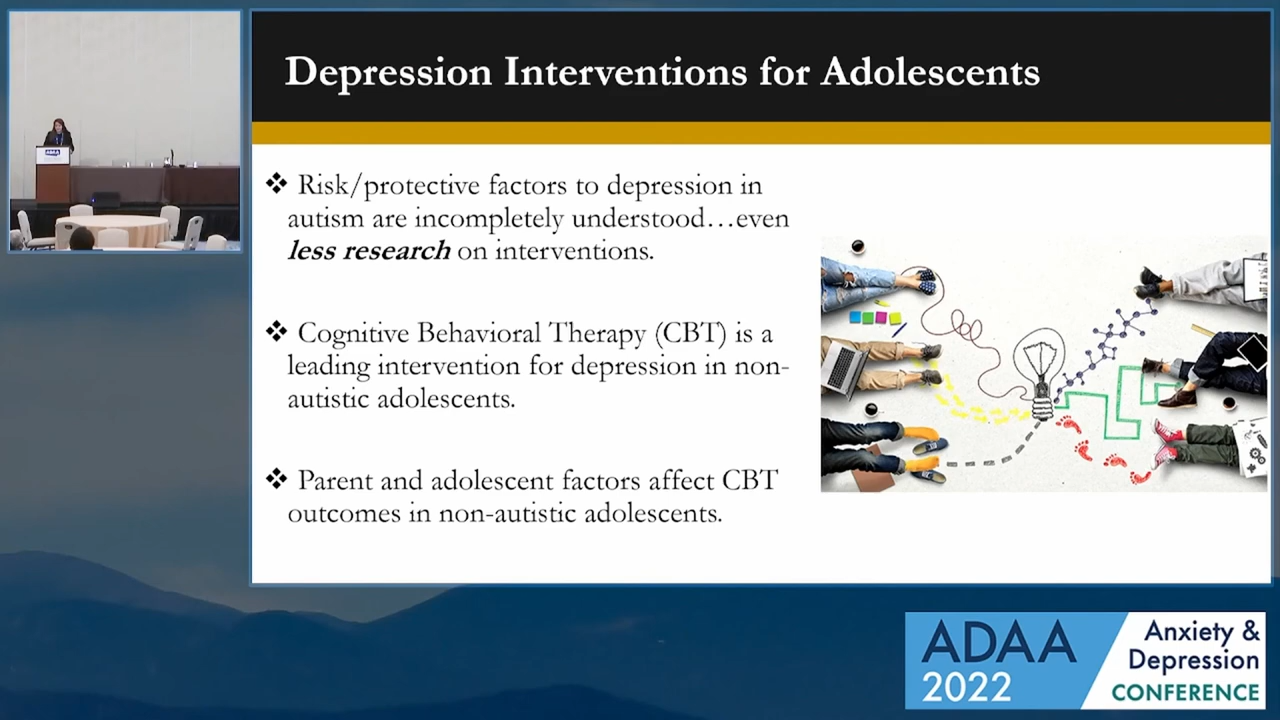 Depression Interventions for Adolescents
❖ Risk/protective factors to depression in
autism are incompletely understood…even
less research on interventions.
❖ Cognitive Behavioral Therapy (CBT) is a
leading intervention for depression in non-
autistic adolescents.
❖ Parent and adolescent factors affect CBT
outcomes in non-autistic adolescents.
ADAA
2022
Anxiety &
Depression
CONFERENCE